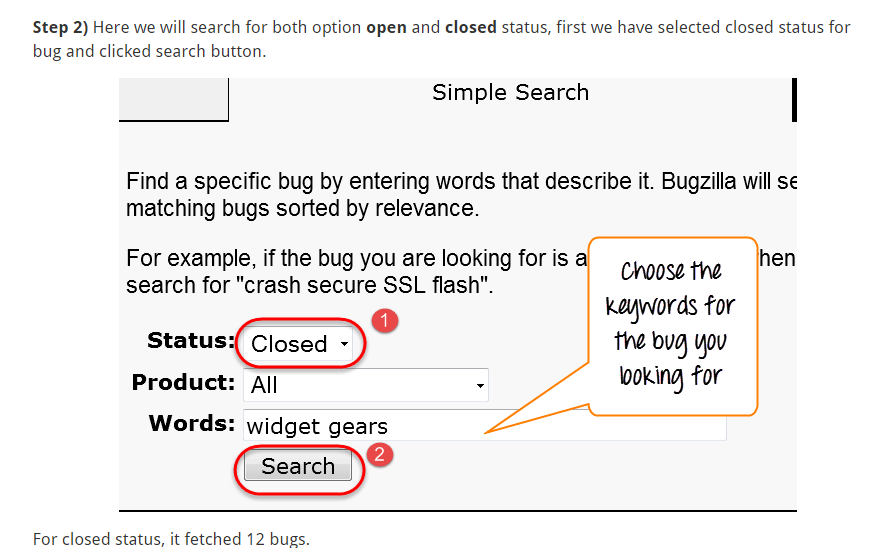 Step 2) Here we will search for both option open and closed status, first we have selected closed status for
bug and clicked search button.
Simple Search
Find a specific bug by entering words that describe it. Bugzilla will se
matching bugs sorted by relevance.
For example, if the bug you are looking for is a hen
search for "crash secure SSL flash".
Choose the
keywords for
the bug you
looking for
1
Status: Closed
Product: All
Words: widget gears
Search 2
For closed status, it fetched 12 bugs.